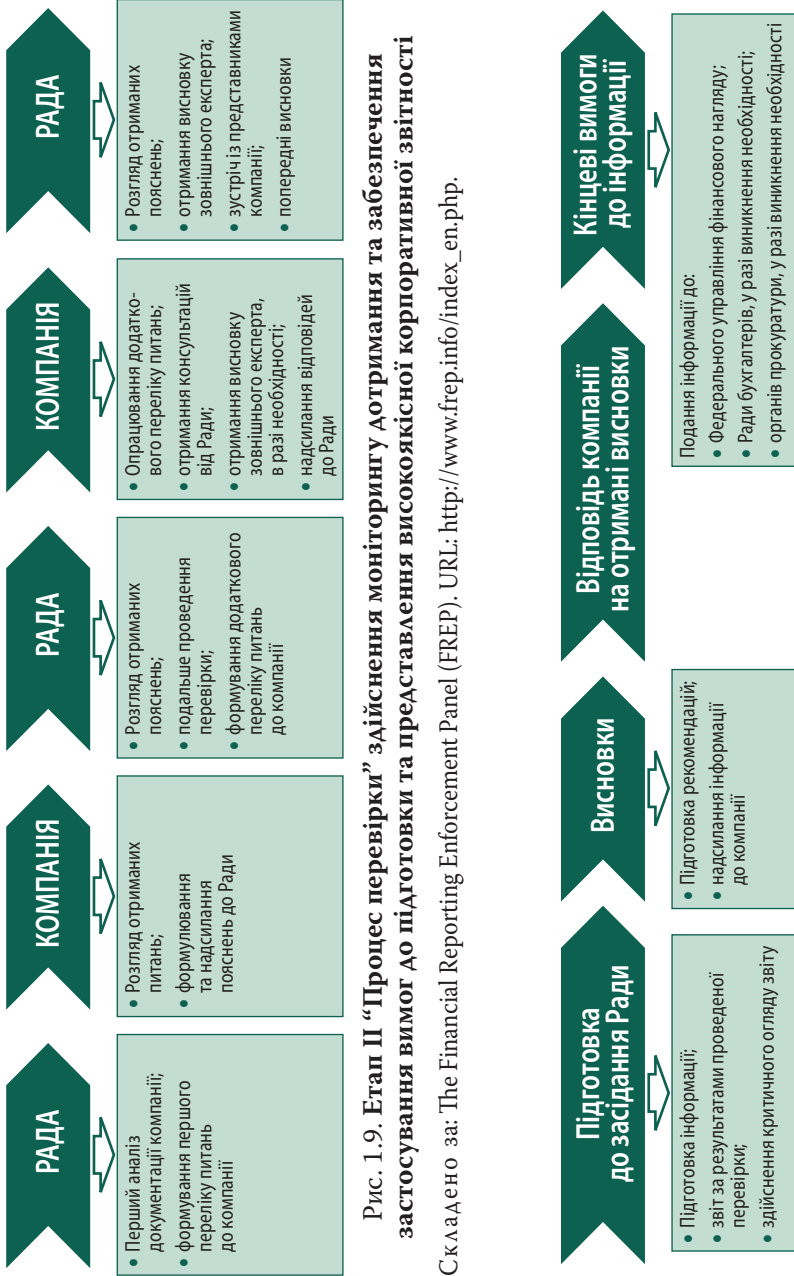 РАДА
• Перший аналіз
документації компанії;
• формування першого
переліку питань
до компанії
КОМПАНІЯ
• Розгляд отриманих
питань;
• формулювання
та надсилання
пояснень до Ради
РАДА
• Розгляд отриманих
пояснень;
• подальше проведення
перевірки;
• формування додаткового
переліку питань
до компанії
КОМПАНІЯ
• Опрацювання додатко-
вого переліку питань;
• отримання консультацій
від Ради;
• отримання висновку
зовнішнього експерта,
в разі необхідності;
• надсилання відповідей
до Ради
РАДА
• Розгляд отриманих
пояснень;
• отримання висновку
зовнішнього експерта;
• зустріч із представниками
компанії;
• попередні висновки
Рис. 1.9. Етап II “Процес перевірки” здійснення моніторингу дотримання та забезпечення
застосування вимог до підготовки та представлення високоякісної корпоративної звітності
Складено за: The Financial Reporting Enforcement Panel (FREP). URL: http://www.frep.info/index_en.php.
Підготовка
до засідання Ради
• Підготовка інформації;
• звіт за результатами проведеної
перевірки;
• здійснення критичного огляду звіту
Висновки
• Підготовка рекомендацій;
• надсилання інформації
до компанії
Відповідь компанії
на отримані висновки
Кінцеві вимоги
до інформації
Подання інформації до:
• Федерального управління фінансового нагляду;
• Ради бухгалтерів, у разі виникнення необхідності;
• органів прокуратури, у разі виникнення необхідності